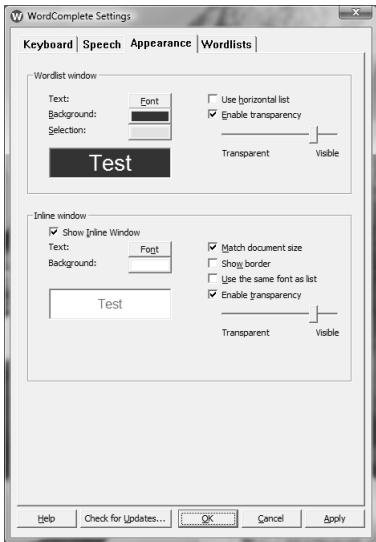 WordComplete Settings
Keyboard Speech Appearance Wordlists
Wordlist window
Text: Font Use horizontal list
Background: Enable transparency
Selection:
Transparent Visible
Test
Inline window
Show Inline Window
Text: Font Match document size
Background: Show border
Use the same font as list
Test Enable transparency
Transparent Visible
Help Check for Updates... OK Cancel Apply